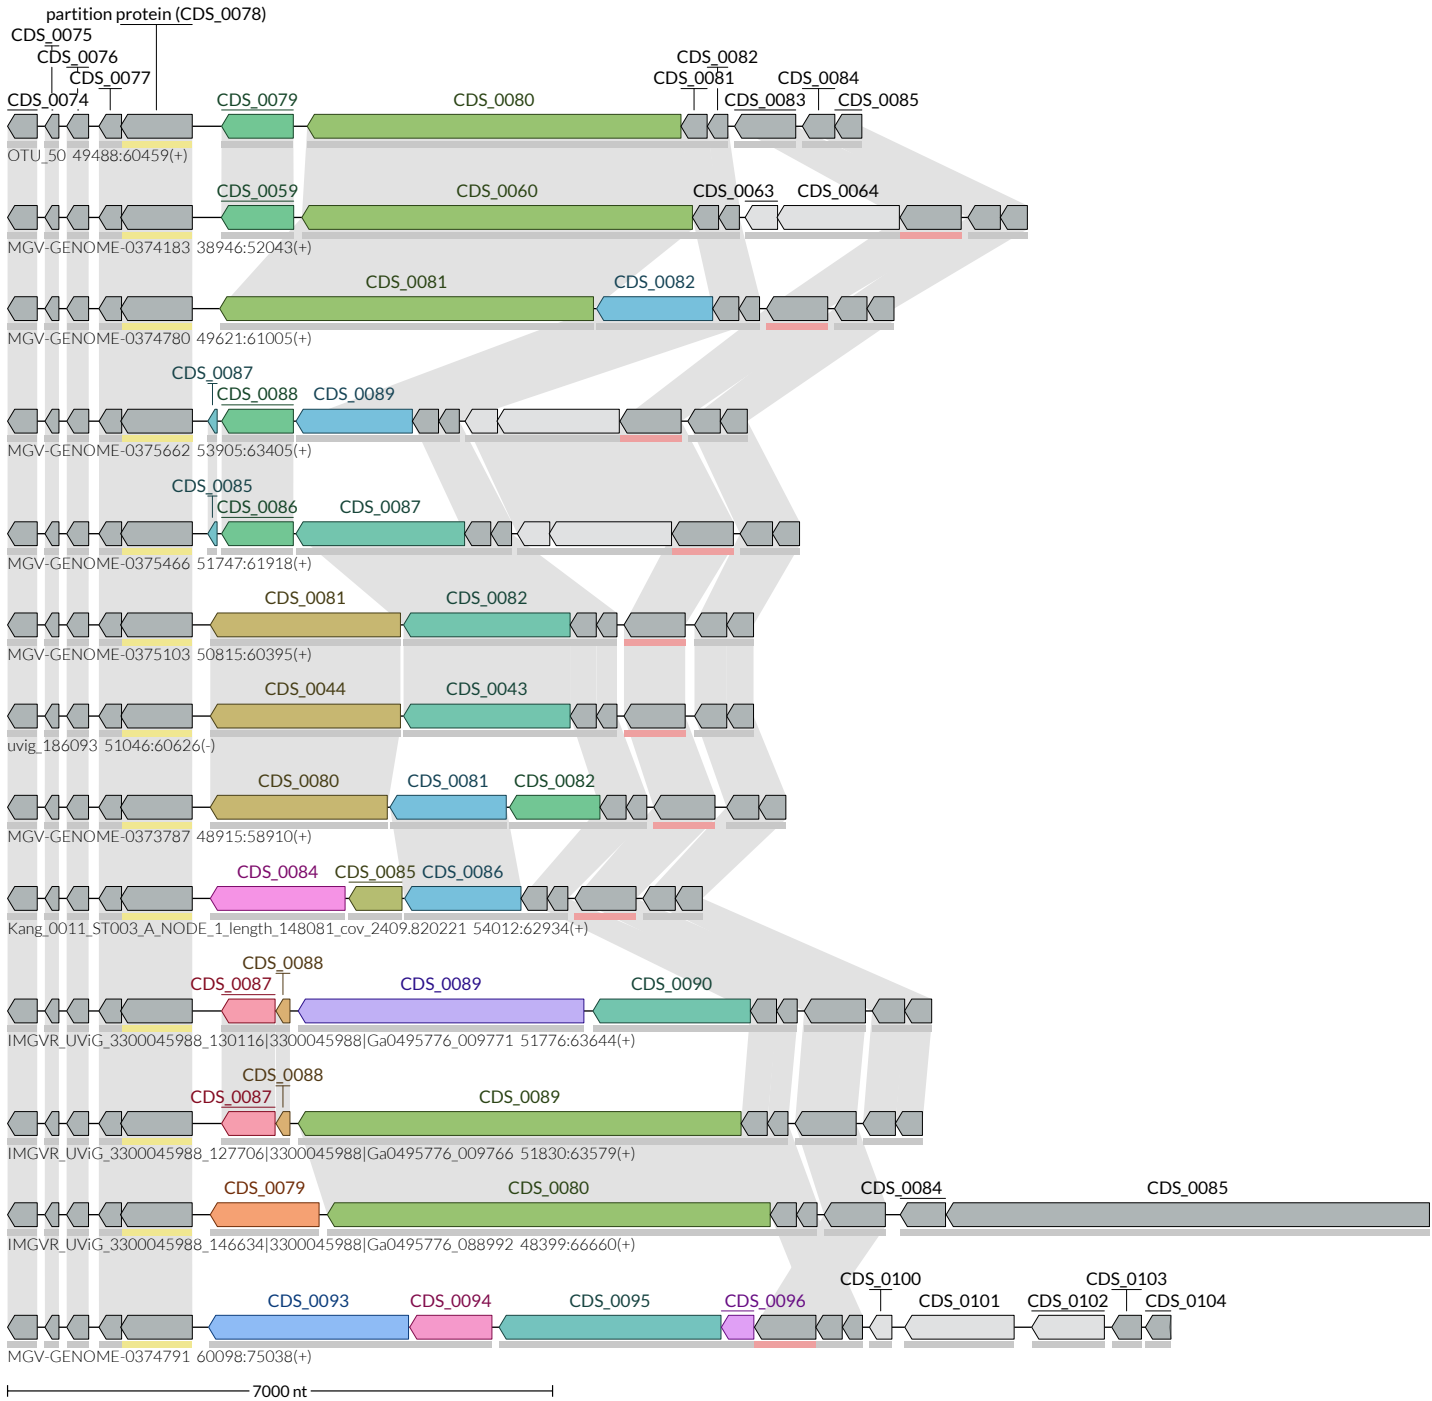 partition protein (CDS_0078)
CDS_0075
CDS_0076
CDS_0082
CDS_0077
CDS_0081
CDS_0084
CDS_0074
CDS_0079
CDS_0080
CDS_0083
CDS_0085
OTU_50 49488:60459(+)
CDS_0059
CDS_0060
CDS_0063
CDS_0064
MGV-GENOME-0374183 38946:52043(+)
CDS_0081
CDS_0082
MGV-GENOME-0374780 49621:61005(+)
CDS_0087
CDS_0088
CDS_0089
MGV-GENOME-0375662 53905:63405(+)
CDS_0085
CDS_0086
CDS_0087
MGV-GENOME-0375466 51747:61918(+)
CDS_0081
CDS_0082
MGV-GENOME-0375103 50815:60395(+)
CDS_0044
CDS_0043
uvig_186093 51046:60626(-)
CDS_0080
CDS_0081
CDS_0082
MGV-GENOME-0373787 48915:58910(+)
CDS_0084
CDS_0085
CDS_0086
Kang_0011_ST003_A_NODE_1_length_148081_cov_2409.820221 54012:62934(+)
CDS_0088
CDS_0087
CDS_0089
CDS_0090
IMGVR_UViG_3300045988_130116|3300045988|Ga0495776_009771 51776:63644(+)
CDS_0088
CDS_0087
CDS_0089
IMGVR_UViG_3300045988_127706|3300045988|Ga0495776_009766 51830:63579(+)
CDS_0079
CDS_0080
CDS_0084
CDS_0085
IMGVR_UViG_3300045988_146634|3300045988|Ga0495776_088992 48399:66660(+)
CDS_0100
CDS_0103
CDS_0093
CDS_0094
CDS_0095
CDS_0096
CDS_0101
CDS_0102
CDS_0104
MGV-GENOME-0374791 60098:75038(+)
7000 nt